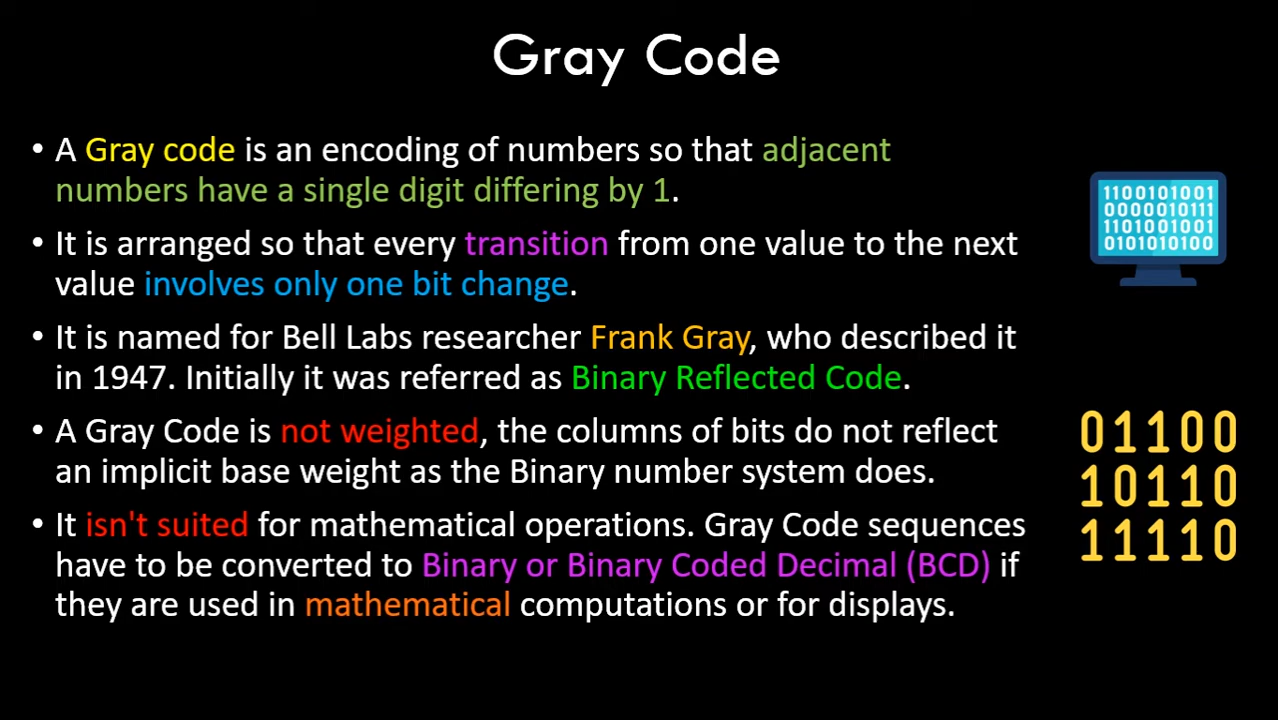 Gray Code
• A Gray code is an encoding of numbers so that adjacent
numbers have a single digit differing by 1.
• It is arranged so that every transition from one value to the next
value involves only one bit change.
• It is named for Bell Labs researcher Frank Gray, who described it
in 1947. Initially it was referred as Binary Reflected Code.
• A Gray Code is not weighted, the columns of bits do not reflect
an implicit base weight as the Binary number system does.
• It isn't suited for mathematical operations. Gray Code sequences
have to be converted to Binary or Binary Coded Decimal (BCD) if
they are used in mathematical computations or for displays.
1100101001
0000010111
1101001001
0101010100
01100
10110
11110